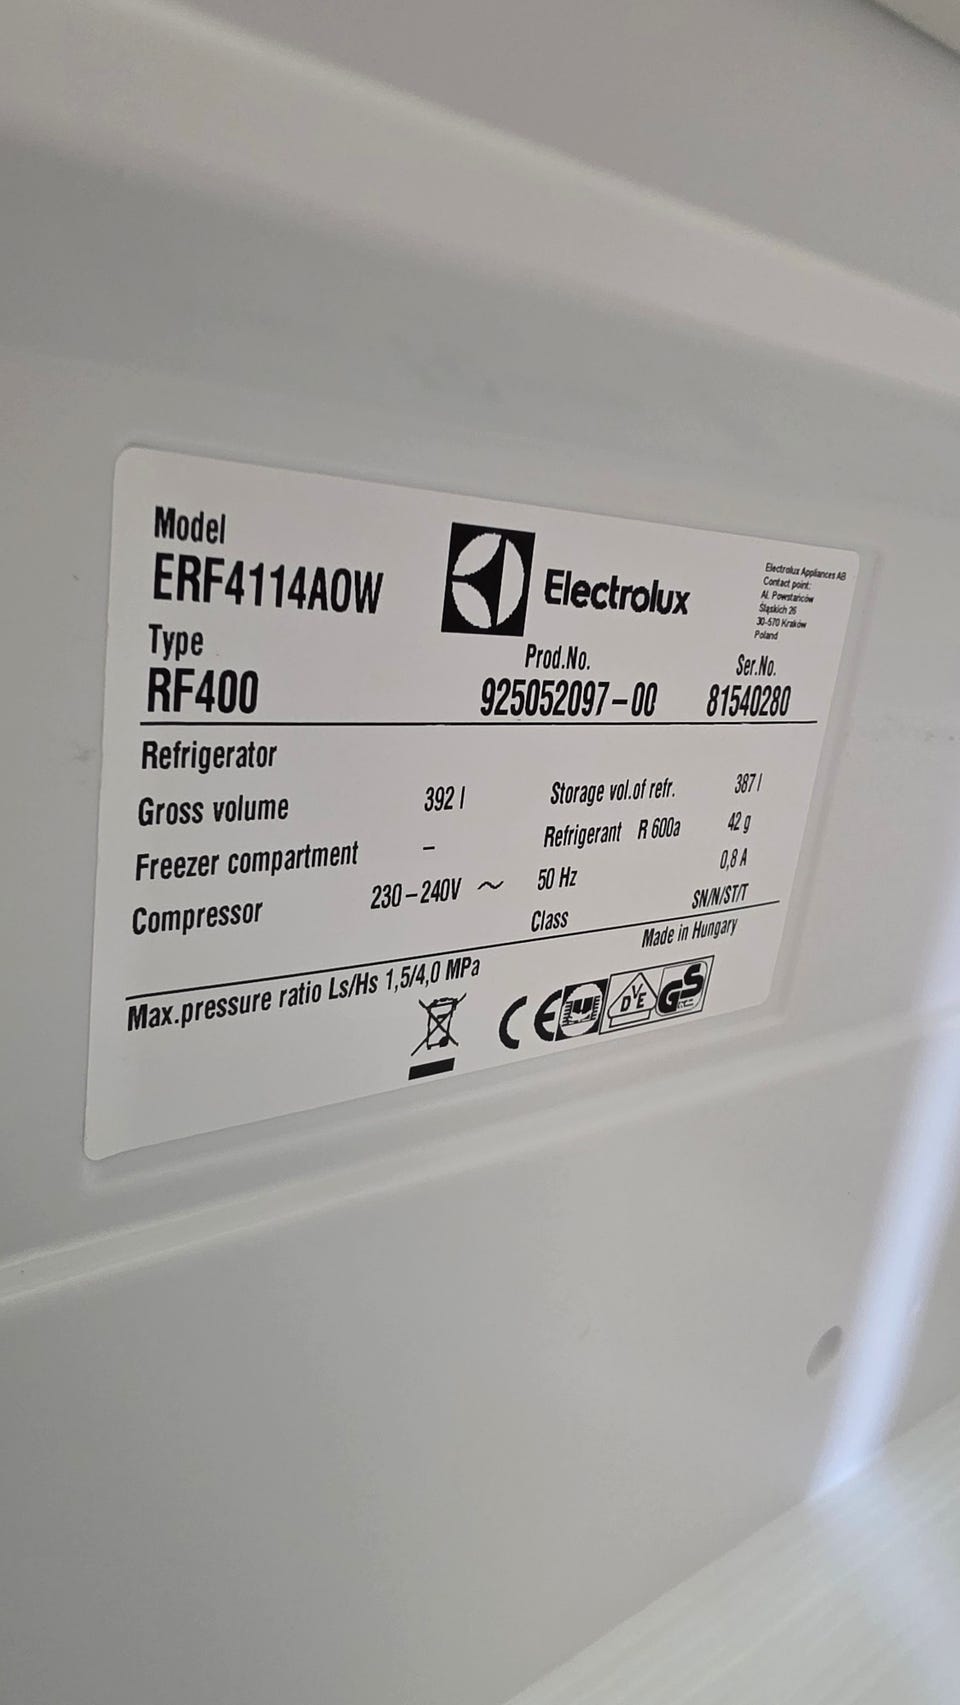 Model
ERF4114AOW
Electrolux
Electrolux Appliances AB
Contact point:
Al. Powstańców
Śląskich 26
30-570 Kraków
Poland
Type
RF400
Prod.No.
925052097-00
Ser.No.
81540280
Refrigerator
Gross volume 392 l
Storage vol.of refr. 387 l
Freezer compartment –
Refrigerant R 600a 42 g
Compressor 230-240V ~ 50 Hz 0,8 A
Class SN/N/ST/T
Max.pressure ratio Ls/Hs 1,5/4,0 MPa
Made in Hungary
CE
DVE
GS